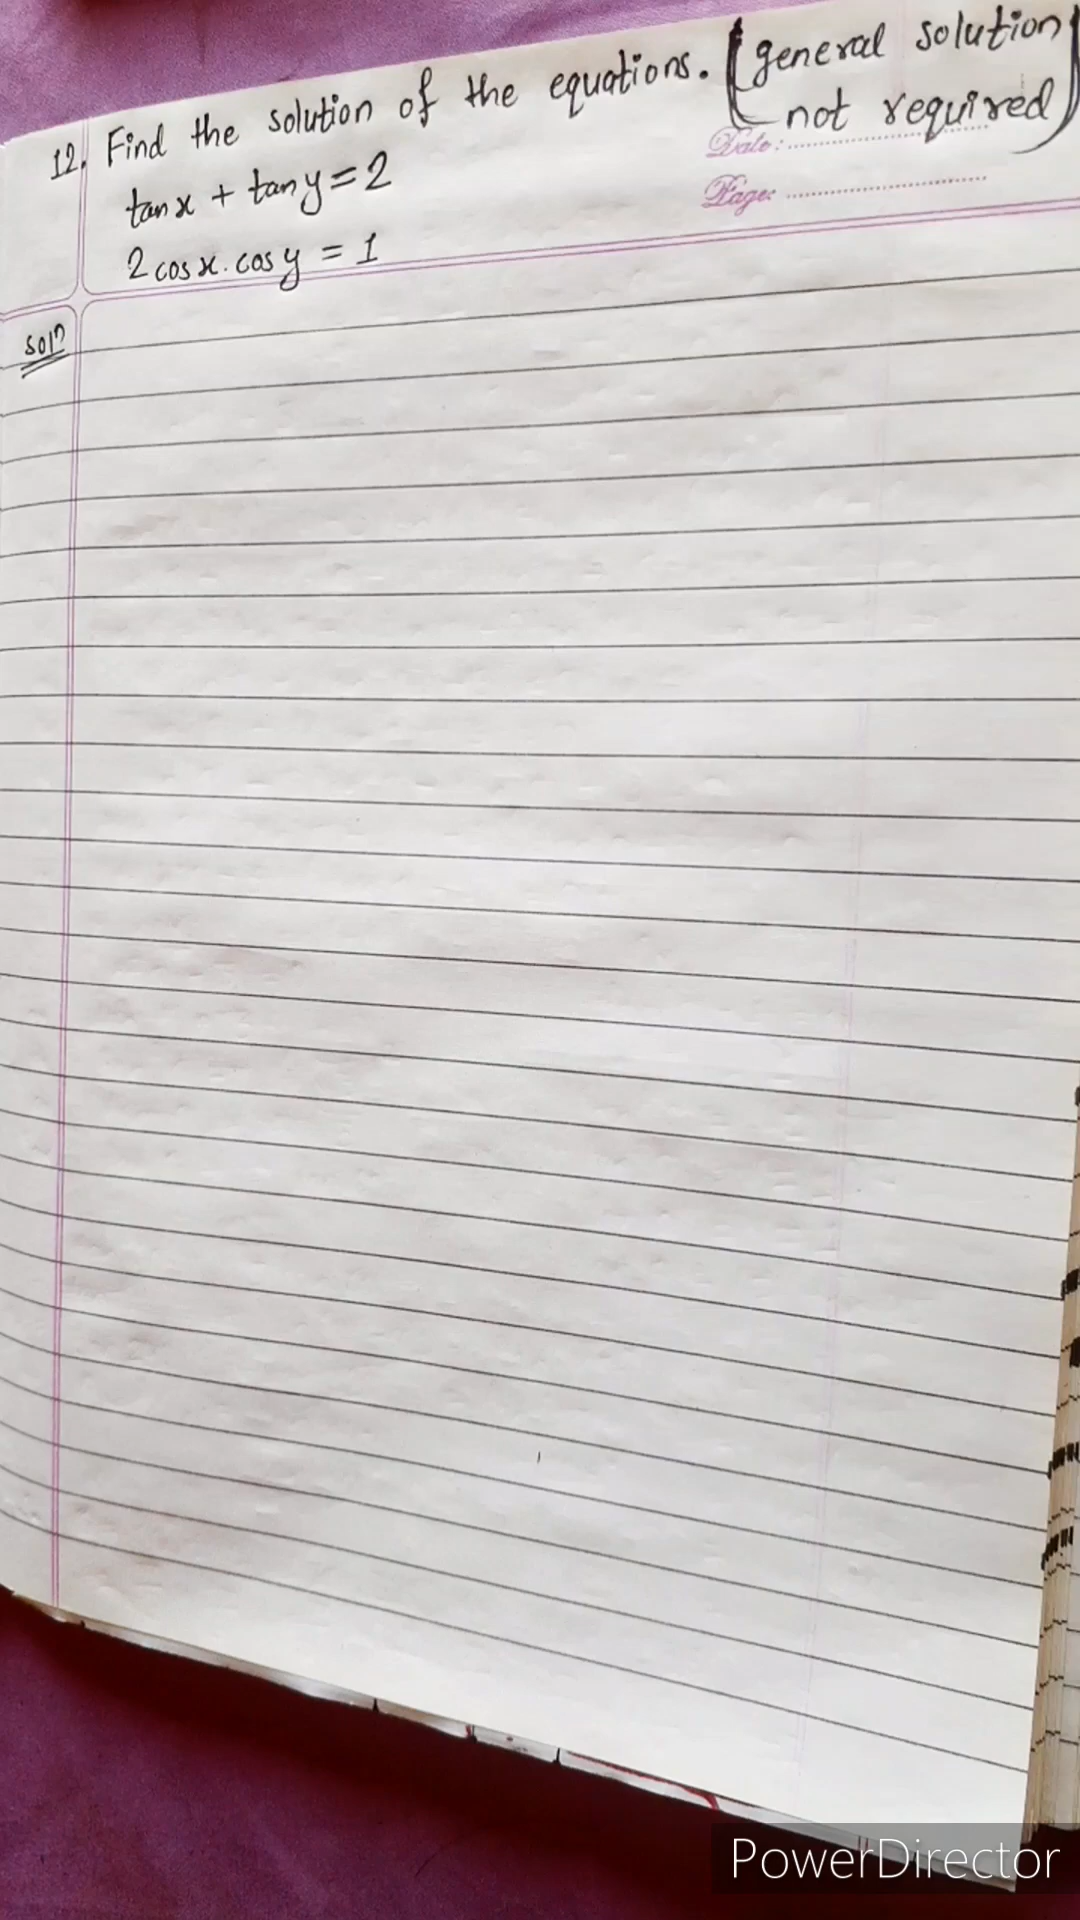 12. Find the solution of the equations. (general solution
not required)
tan x + tan y = 2
2 cos x . cos y = 1
Date:
Page:
Solⁿ
PowerDirector